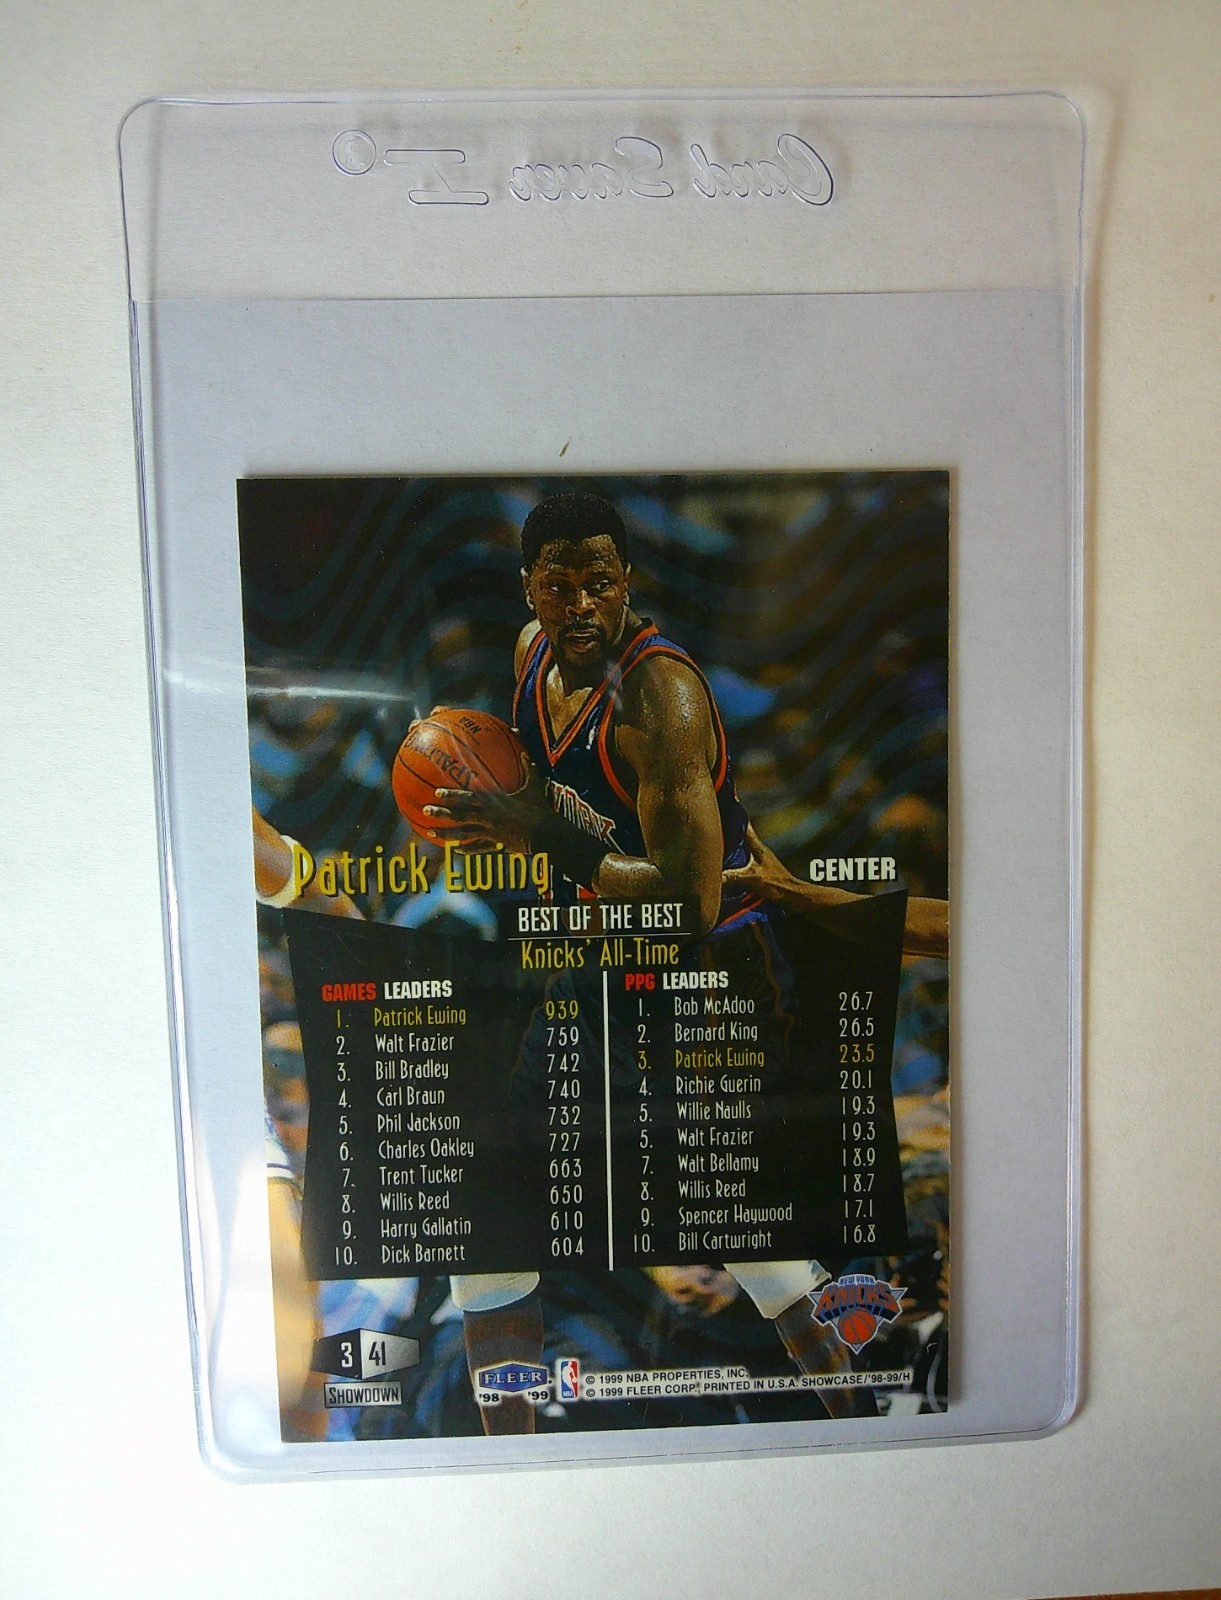 Card Saver I®
SPALDING
NBA
YORK
Patrick Ewing
CENTER
BEST OF THE BEST
Knicks' All-Time
GAMES LEADERS
1. Patrick Ewing 939
2. Walt Frazier 759
3. Bill Bradley 742
4. Carl Braun 740
5. Phil Jackson 732
6. Charles Oakley 727
7. Trent Tucker 663
8. Willis Reed 650
9. Harry Gallatin 610
10. Dick Barnett 604
PPG LEADERS
1. Bob McAdoo 26.7
2. Bernard King 26.5
3. Patrick Ewing 23.5
4. Richie Guerin 20.1
5. Willie Naulls 19.3
5. Walt Frazier 19.3
7. Walt Bellamy 18.9
8. Willis Reed 18.7
9. Spencer Haywood 17.1
10. Bill Cartwright 16.8
NEW YORK
KNICKS
3 41
SHOWDOWN
FLEER
'98 '99
NBA
© 1999 NBA PROPERTIES, INC.
© 1999 FLEER CORP., PRINTED IN U.S.A. SHOWCASE/'98-99/H